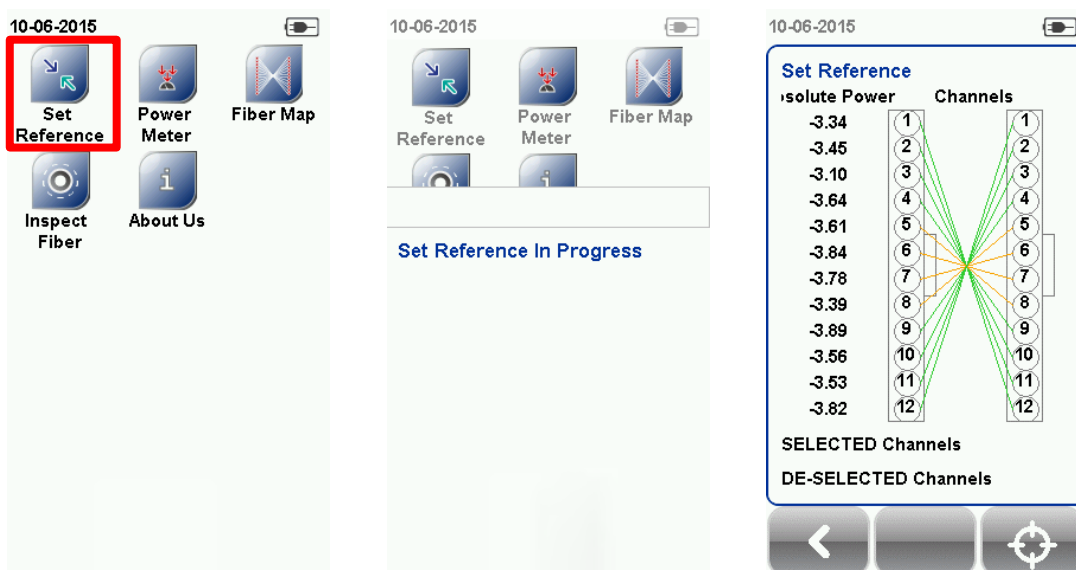 10-06-2015
Set
Reference
Power
Meter
Fiber Map
Inspect
Fiber
About Us
10-06-2015
Set
Reference
Power
Meter
Fiber Map
Set Reference In Progress
10-06-2015
Set Reference
solute Power Channels
-3.34 1 1
-3.45 2 2
-3.10 3 3
-3.64 4 4
-3.61 5 5
-3.84 6 6
-3.78 7 7
-3.39 8 8
-3.89 9 9
-3.56 10 10
-3.53 11 11
-3.82 12 12
SELECTED Channels
DE-SELECTED Channels